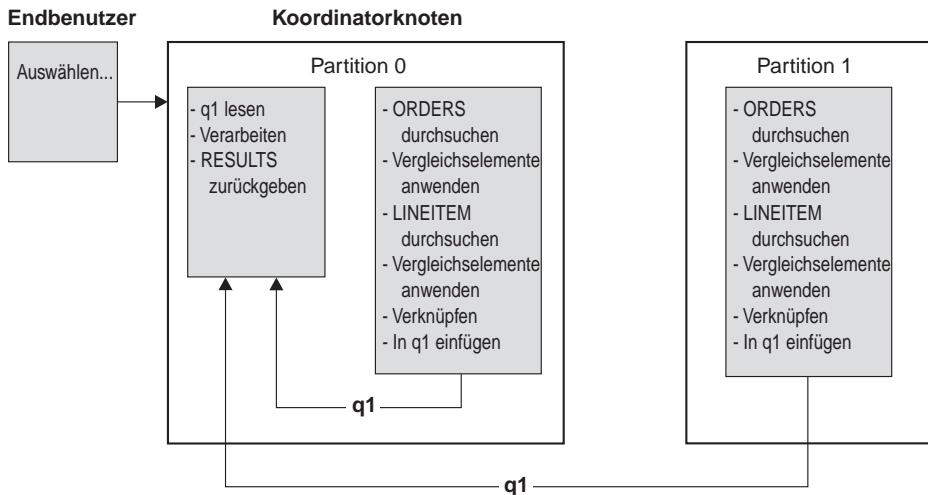 Endbenutzer
Koordinatorknoten
Auswählen...
Partition 0
- q1 lesen
- Verarbeiten
- RESULTS
zurückgeben
- ORDERS
durchsuchen
- Vergleichselemente
anwenden
- LINEITEM
durchsuchen
- Vergleichselemente
anwenden
- Verknüpfen
- In q1 einfügen
q1
Partition 1
- ORDERS
durchsuchen
- Vergleichselemente
anwenden
- LINEITEM
durchsuchen
- Vergleichselemente
anwenden
- Verknüpfen
- In q1 einfügen
q1